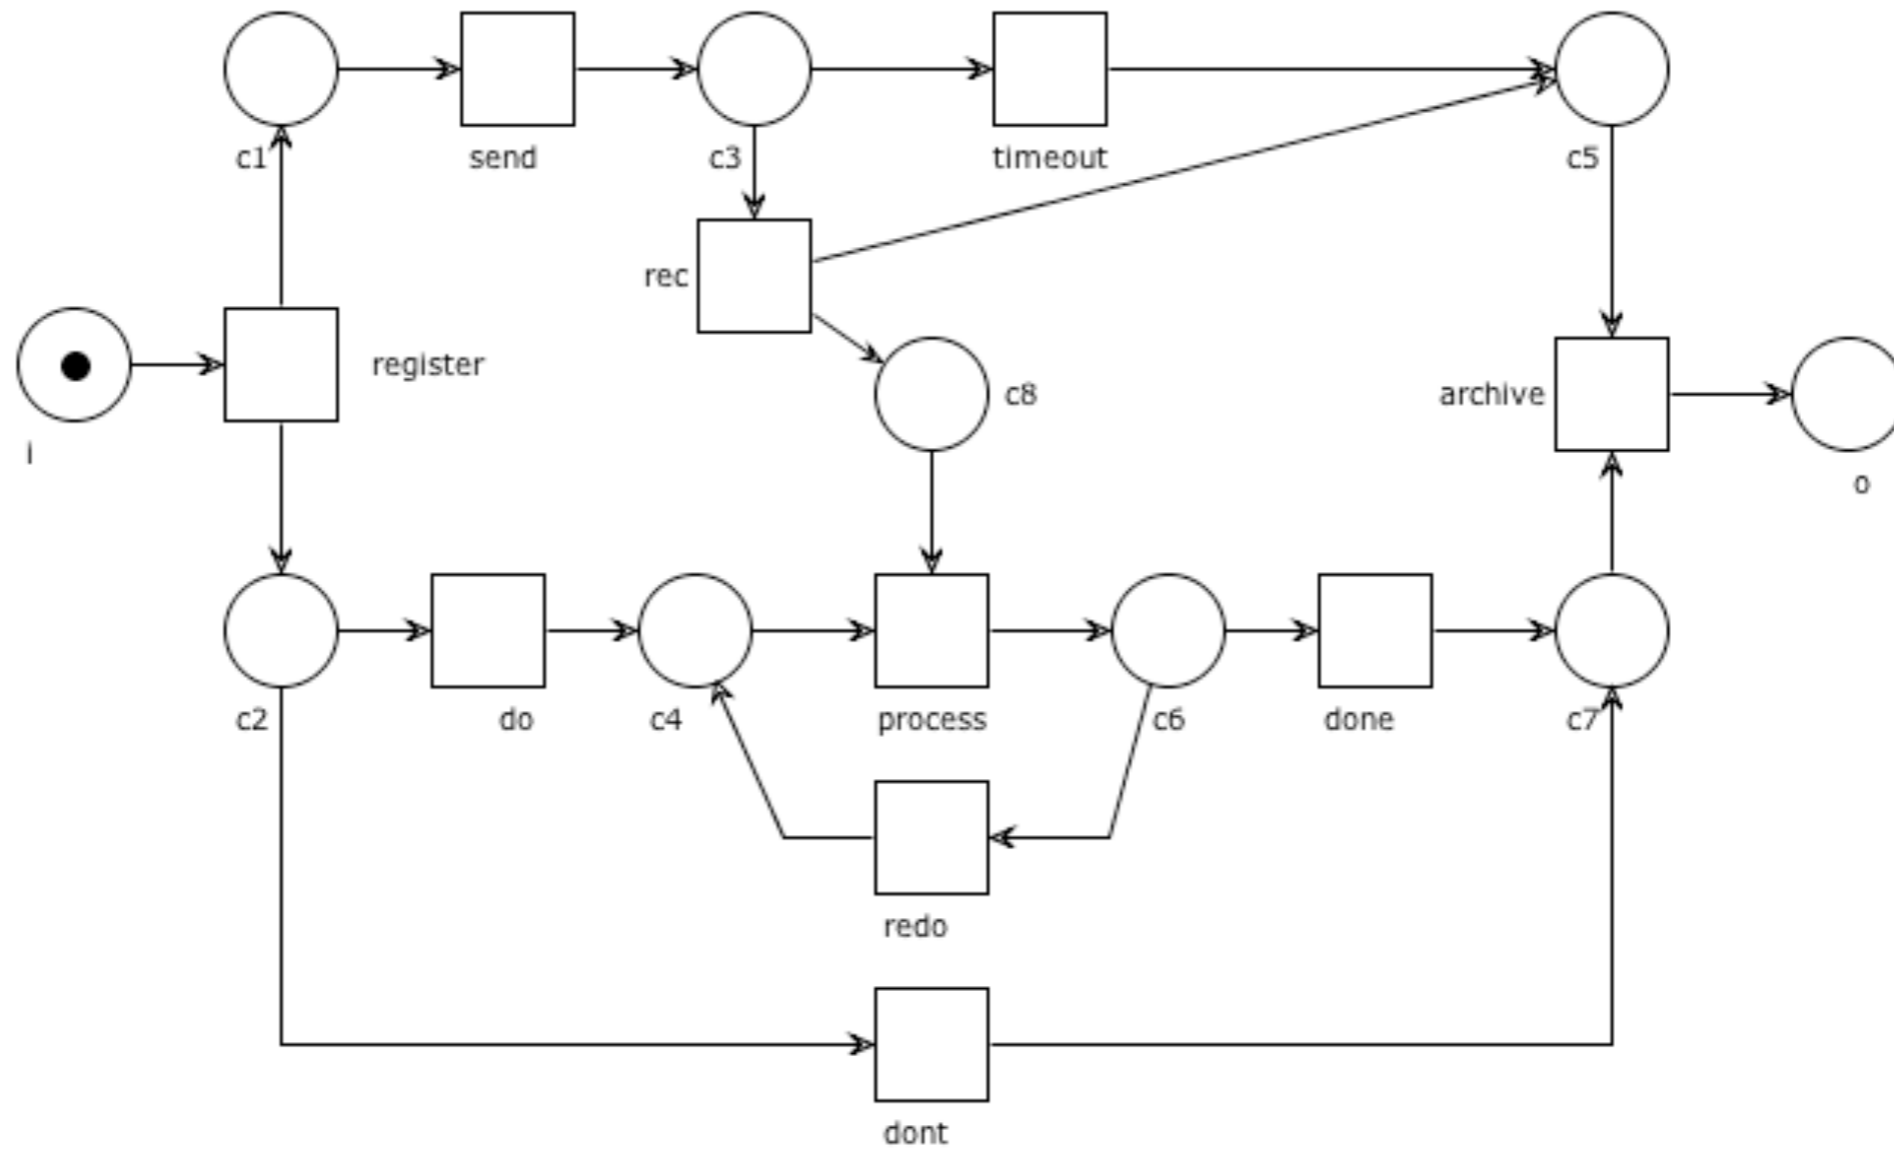 c1
send
c3
timeout
c5
rec
register
c8
archive
i
o
c2
do
c4
process
c6
done
c7
redo
dont